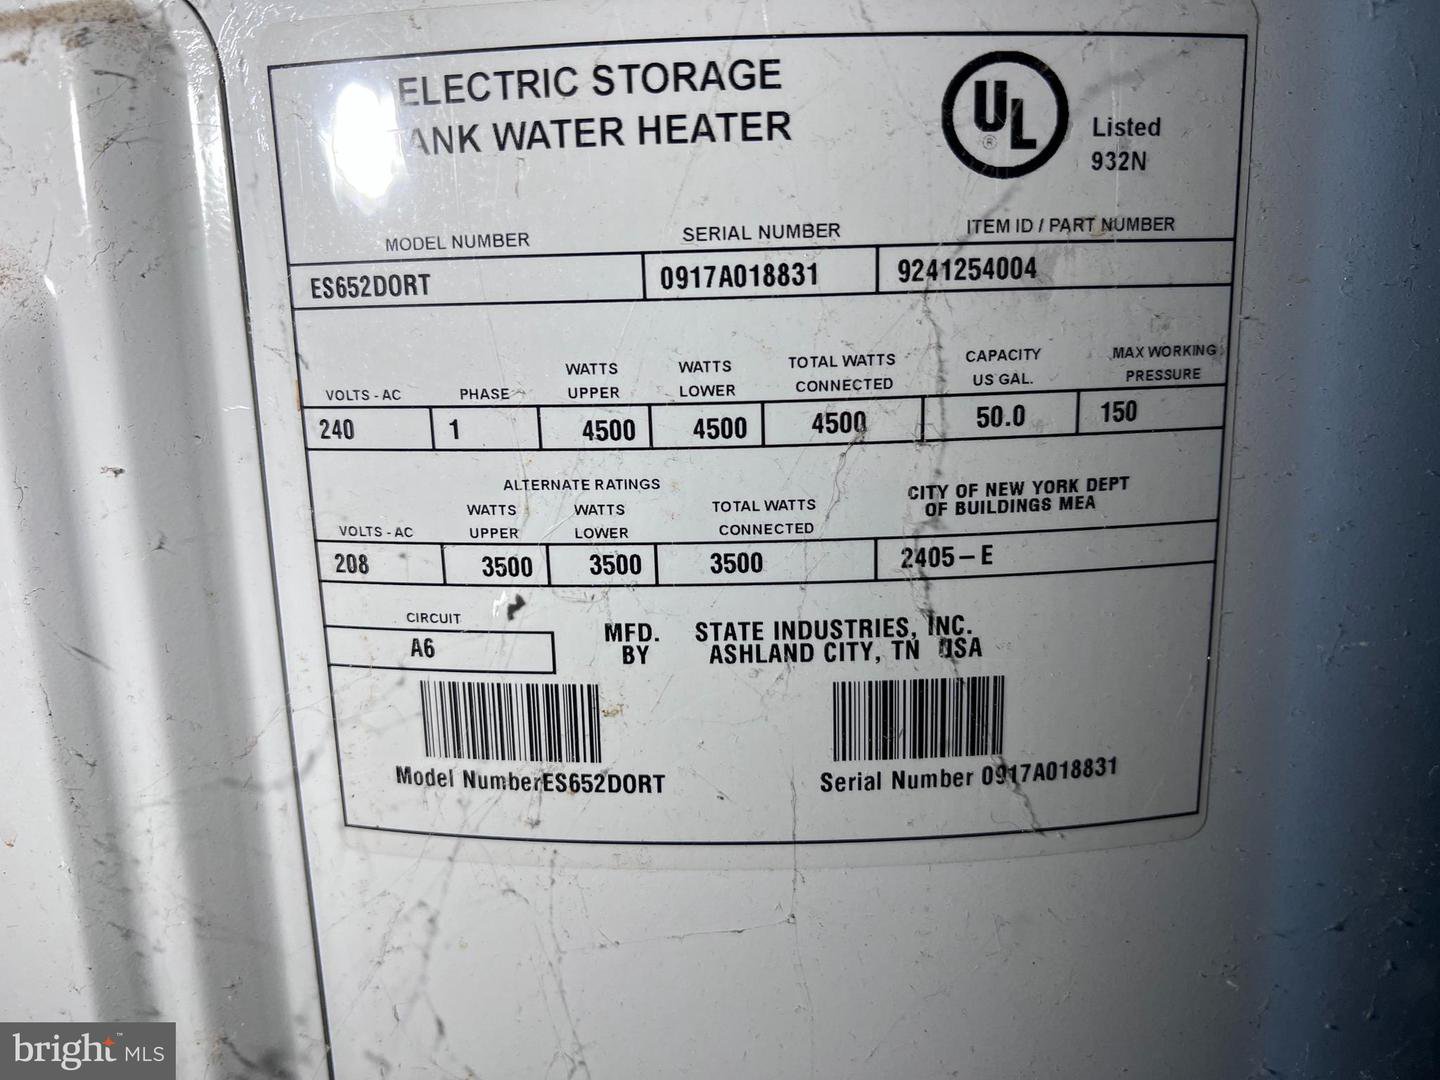 ELECTRIC STORAGE
TANK WATER HEATER
UL
®
Listed
932N
MODEL NUMBER SERIAL NUMBER ITEM ID / PART NUMBER
ES652DORT 0917A018831 9241254004
VOLTS - AC PHASE WATTS UPPER WATTS LOWER TOTAL WATTS CONNECTED CAPACITY US GAL. MAX WORKING PRESSURE
240 1 4500 4500 4500 50.0 150
ALTERNATE RATINGS
VOLTS - AC WATTS UPPER WATTS LOWER TOTAL WATTS CONNECTED CITY OF NEW YORK DEPT OF BUILDINGS MEA
208 3500 3500 3500 2405-E
CIRCUIT
A6
MFD. BY STATE INDUSTRIES, INC.
ASHLAND CITY, TN USA
Model NumberES652DORT Serial Number 0917A018831
bright™ MLS